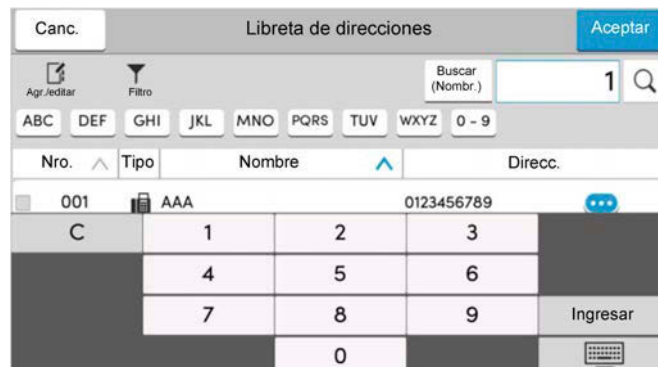 Canc. Libreta de direcciones Aceptar
Agr./editar Filtro Buscar (Nombr.) 1
ABC DEF GHI JKL MNO PQRS TUV WXYZ 0 - 9
Nro. Tipo Nombre Direcc.
001 AAA 0123456789
C 1 2 3
4 5 6
7 8 9 Ingresar
0